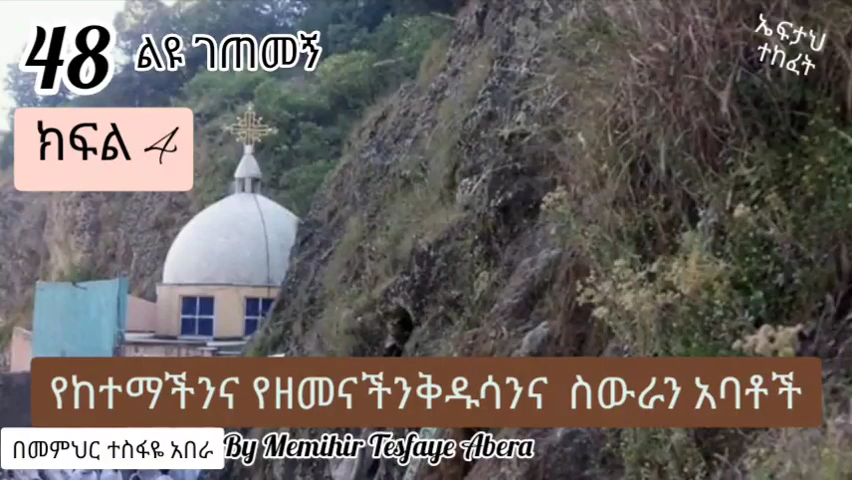 48 ልዩ ገጠመኝ
ኤፍታህ
ተከፈት
ክፍል 4
የከተማችንና የዘመናችንቅዱሳንና ስውራን አባቶች
በመምህር ተስፋዬ አበራ By Memihir Tesfaye Abera